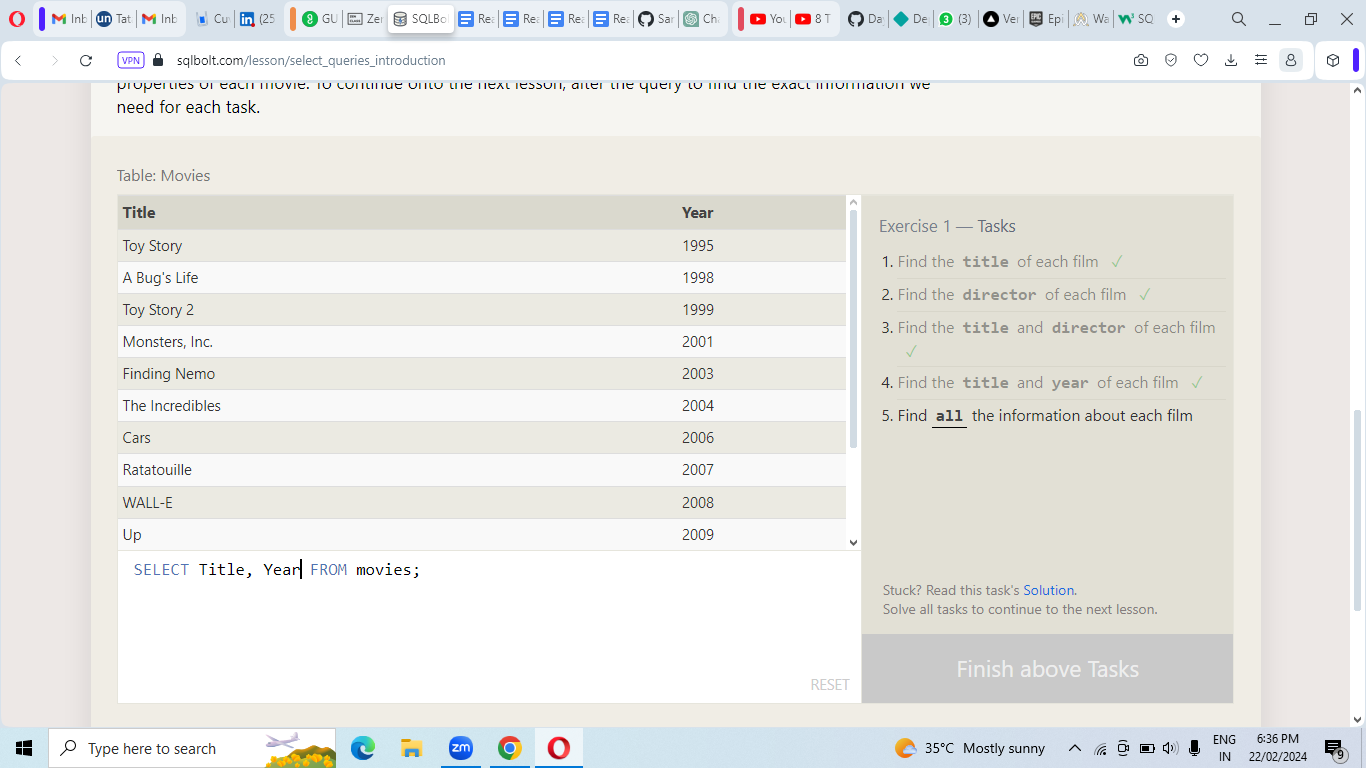 Inb
Tat
Inb
Cu
(25
GU
Zer
SQLBo
Rea
Rea
Rea
Rea
Sar
Cha
You
8 T
Da
De
(3)
Ver
Epi
Wa
SQ
VPN sqlbolt.com/lesson/select_queries_introduction
properties of each movie. To continue onto the next lesson, alter the query to find the exact information we
need for each task.
Table: Movies
Title Year
Toy Story 1995
A Bug's Life 1998
Toy Story 2 1999
Monsters, Inc. 2001
Finding Nemo 2003
The Incredibles 2004
Cars 2006
Ratatouille 2007
WALL-E 2008
Up 2009
SELECT Title, Year FROM movies;
RESET
Exercise 1 — Tasks
1. Find the title of each film ✓
2. Find the director of each film ✓
3. Find the title and director of each film
✓
4. Find the title and year of each film ✓
5. Find all the information about each film
Stuck? Read this task's Solution.
Solve all tasks to continue to the next lesson.
Finish above Tasks
Type here to search
zm
35°C Mostly sunny
ENG
IN
6:36 PM
22/02/2024
9